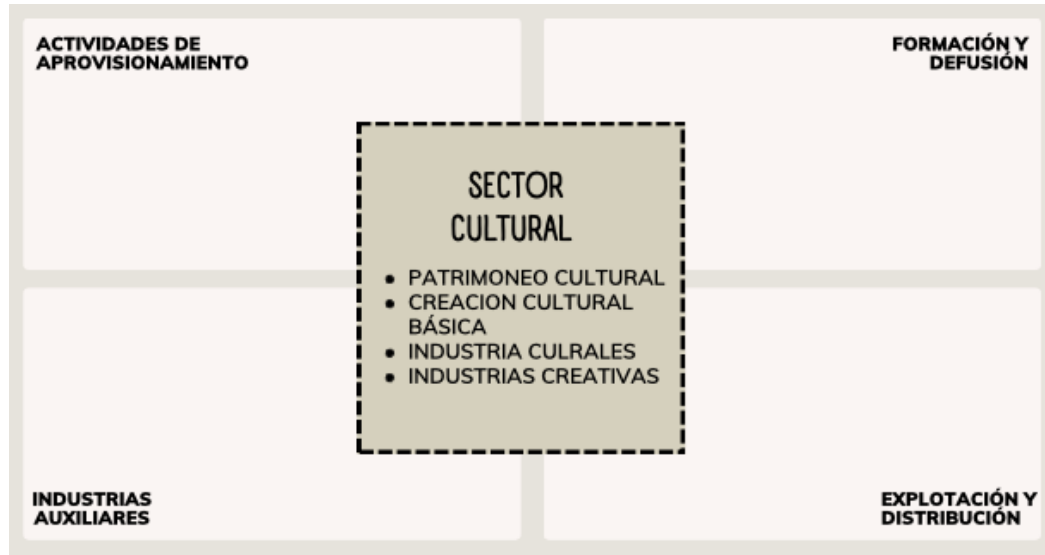 ACTIVIDADES DE
APROVISIONAMIENTO
FORMACIÓN Y
DEFUSIÓN
SECTOR
CULTURAL
• PATRIMONEO CULTURAL
• CREACION CULTURAL
BÁSICA
• INDUSTRIA CULRALES
• INDUSTRIAS CREATIVAS
INDUSTRIAS
AUXILIARES
EXPLOTACIÓN Y
DISTRIBUCIÓN